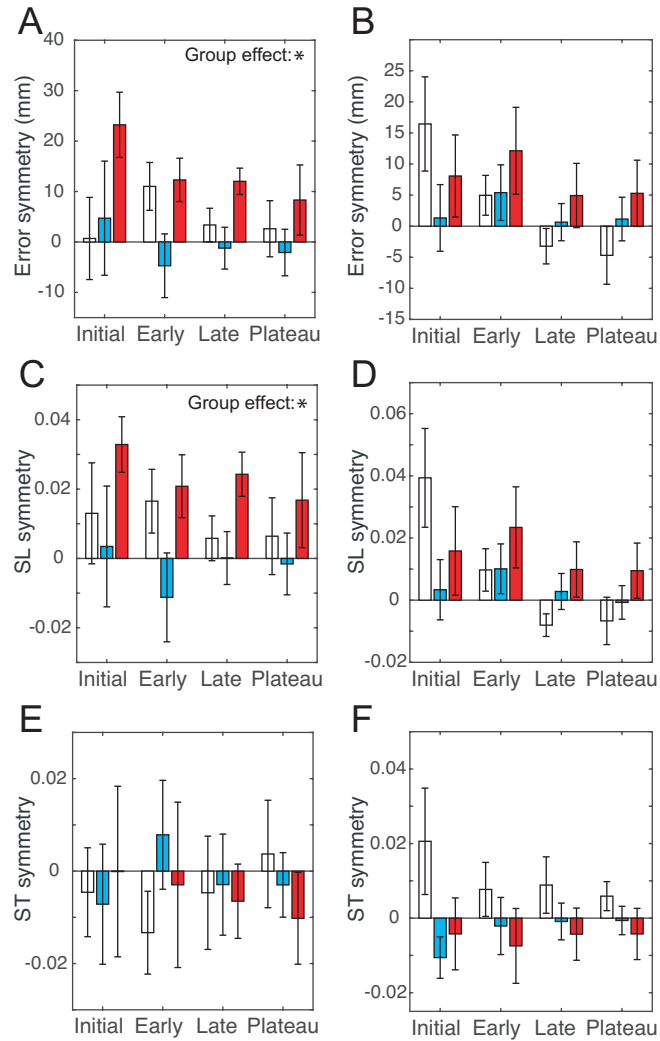 A
B
Error symmetry (mm)
40
30
20
10
0
-10
Group effect: *
Initial Early Late Plateau
Error symmetry (mm)
25
20
15
10
5
0
-5
-10
-15
Initial Early Late Plateau
C
D
SL symmetry
0.04
0.02
0
-0.02
Group effect: *
Initial Early Late Plateau
SL symmetry
0.06
0.04
0.02
0
-0.02
Initial Early Late Plateau
E
F
ST symmetry
0.02
0
-0.02
Initial Early Late Plateau
ST symmetry
0.04
0.02
0
-0.02
Initial Early Late Plateau